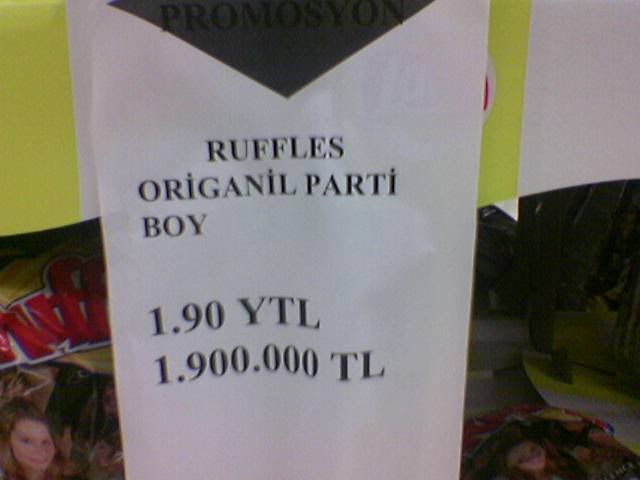 PROMOSYON
RUFFLES
ORİGANİL PARTİ
BOY
1.90 YTL
1.900.000 TL